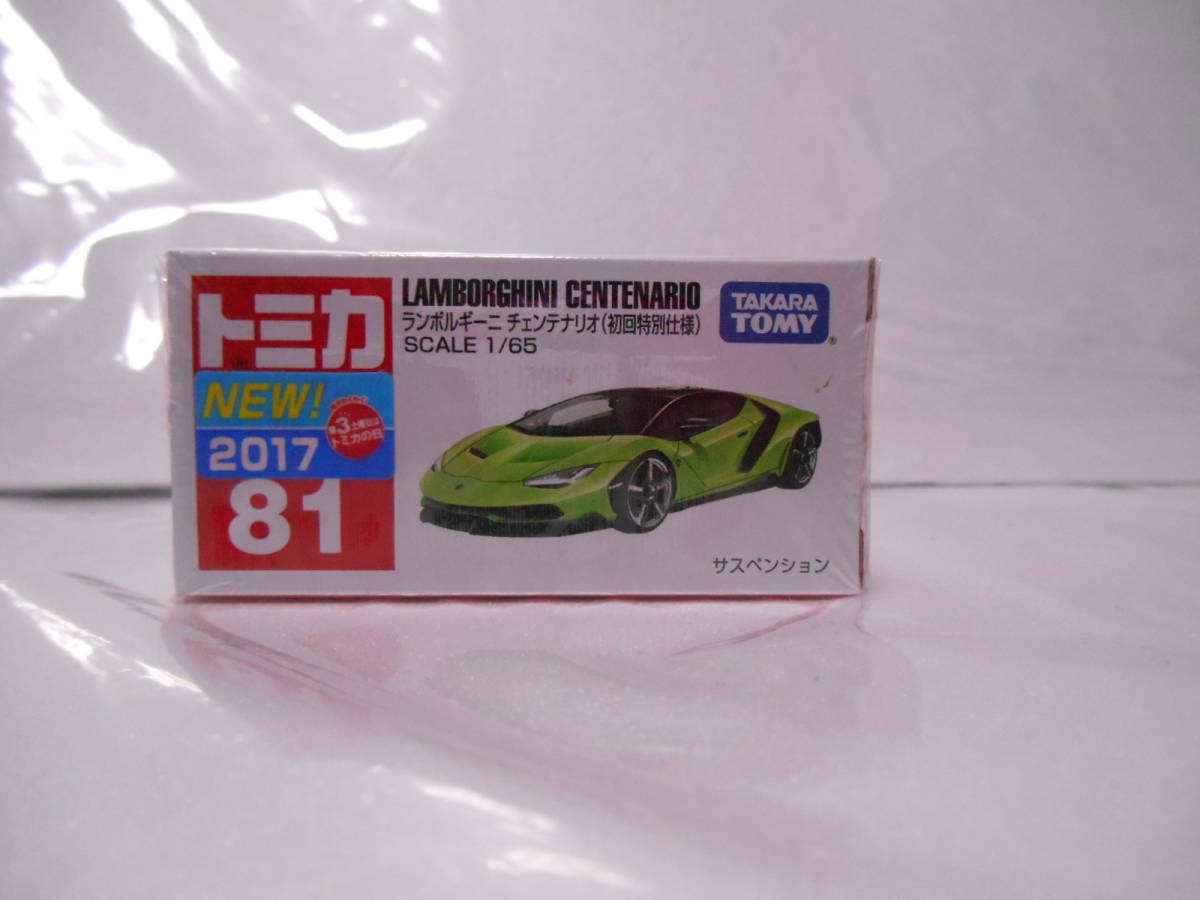 トミカ
NEW!
2017
第3土曜日は
トミカの日
81
LAMBORGHINI CENTENARIO
ランボルギーニ チェンテナリオ(初回特別仕様)
SCALE 1/65
TAKARA
TOMY
®
サスペンション